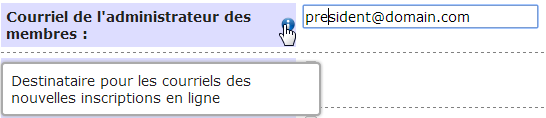 Courriel de l'administrateur des
membres :
president@domain.com
Destinataire pour les courriels des
nouvelles inscriptions en ligne